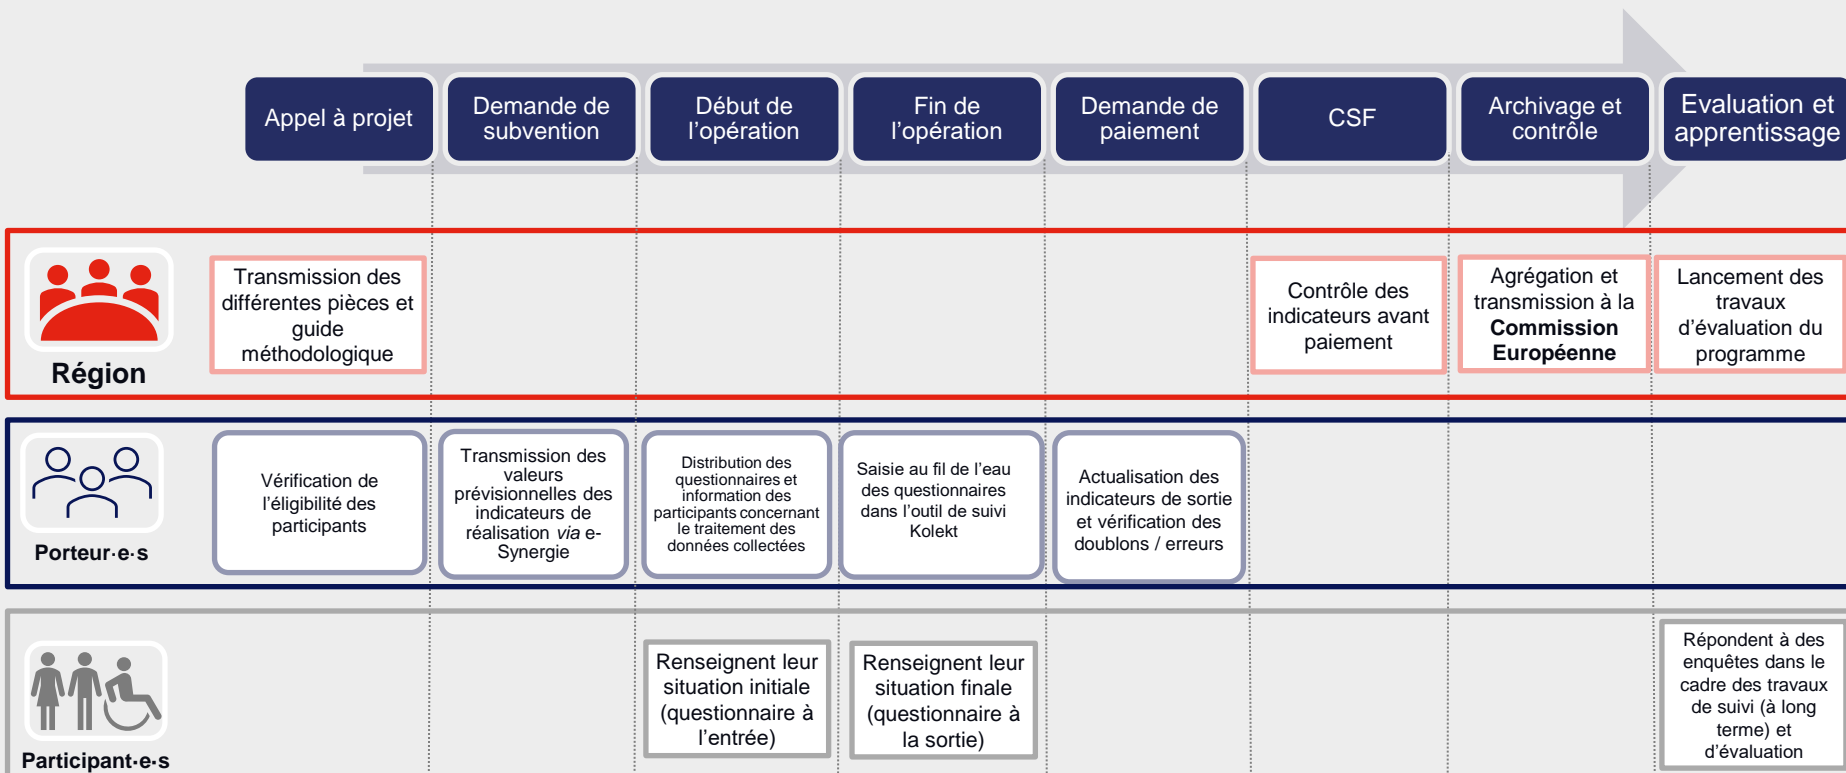 Appel à projet
Demande de
subvention
Début de
l'opération
Fin de
l'opération
Demande de
paiement
CSF
Archivage et
contrôle
Evaluation et
apprentissage
Région
Transmission des
différentes pièces et
guide
méthodologique
Contrôle des
indicateurs avant
paiement
Agrégation et
transmission à la
Commission
Européenne
Lancement des
travaux
d'évaluation du
programme
Porteur·e·s
Vérification de
l'éligibilité des
participants
Transmission des
valeurs
prévisionnelles des
indicateurs de
réalisation via e-
Synergie
Distribution des
questionnaires et
information des
participants concernant
le traitement des
données collectées
Saisie au fil de l'eau
des questionnaires
dans l'outil de suivi
Kolekt
Actualisation des
indicateurs de sortie
et vérification des
doublons / erreurs
Participant·e·s
Renseignent leur
situation initiale
(questionnaire à
l'entrée)
Renseignent leur
situation finale
(questionnaire à
la sortie)
Répondent à des
enquêtes dans le
cadre des travaux
de suivi (à long
terme) et
d'évaluation